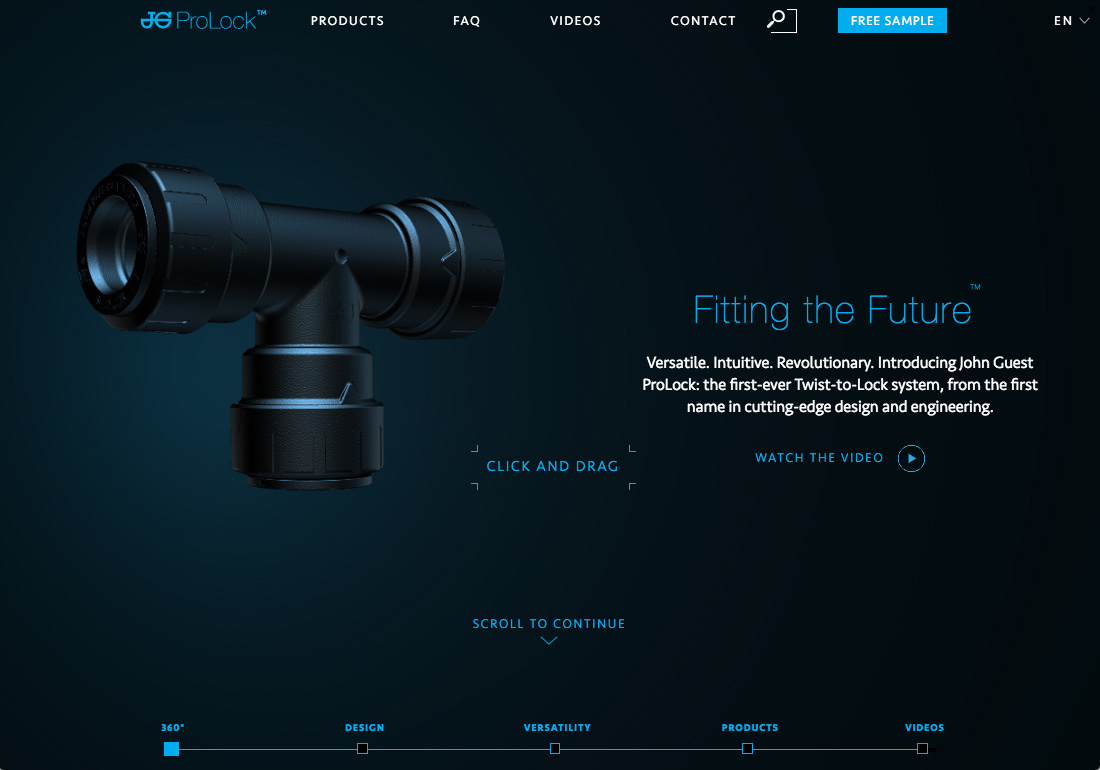 JG ProLock™
PRODUCTS
FAQ
VIDEOS
CONTACT
FREE SAMPLE
EN
Fitting the Future™
Versatile. Intuitive. Revolutionary. Introducing John Guest
ProLock: the first-ever Twist-to-Lock system, from the first
name in cutting-edge design and engineering.
CLICK AND DRAG
WATCH THE VIDEO
SCROLL TO CONTINUE
360°
DESIGN
VERSATILITY
PRODUCTS
VIDEOS